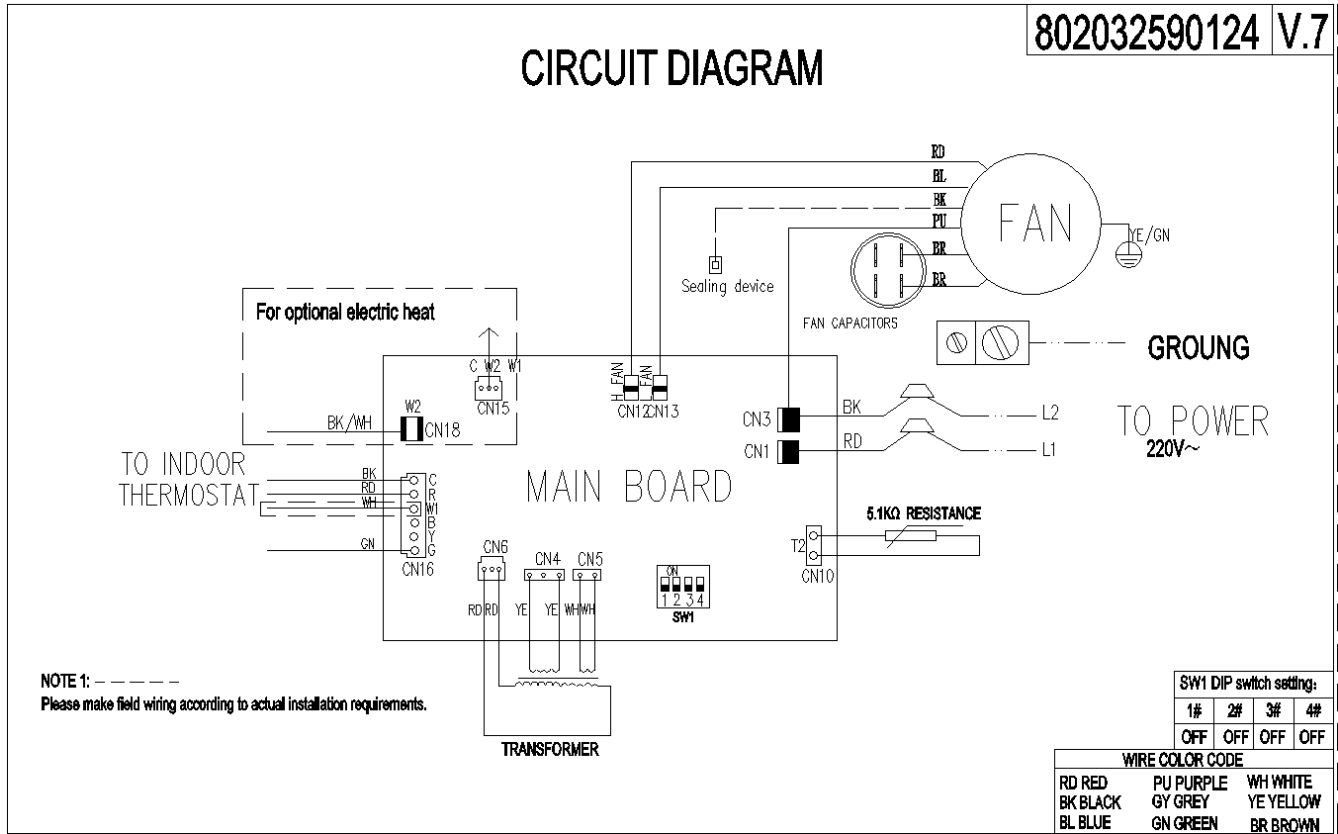 802032590124 V.7
CIRCUIT DIAGRAM
RD
BL
BK
PU
BR
BR
FAN
YE/GN
Sealing device
FAN CAPACITORS
For optional electric heat
C W2 W1
CN15
W2
BK/WH
CN18
H FAN
L FAN
CN12
CN13
GROUNG
CN3
BK
L2
CN1
RD
L1
TO POWER
220V~
TO INDOOR
THERMOSTAT
BK
RD
WH
GN
C
R
W1
B
Y
G
CN16
MAIN BOARD
5.1KΩ RESISTANCE
T2
CN10
CN6
CN4
CN5
RD RD YE YE WH WH
ON
1 2 3 4
SW1
TRANSFORMER
NOTE 1: – – – – – –
Please make field wiring according to actual installation requirements.
SW1 DIP switch setting:
1# 2# 3# 4#
OFF OFF OFF OFF
WIRE COLOR CODE
RD RED PU PURPLE WH WHITE
BK BLACK GY GREY YE YELLOW
BL BLUE GN GREEN BR BROWN